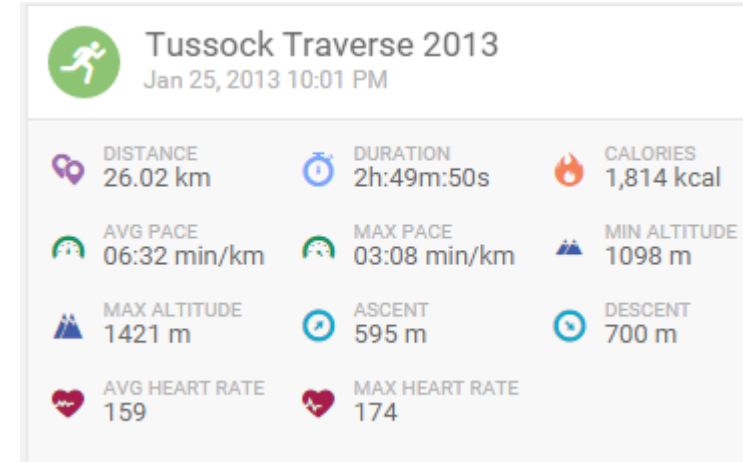 Tussock Traverse 2013
Jan 25, 2013 10:01 PM
DISTANCE
26.02 km
DURATION
2h:49m:50s
CALORIES
1,814 kcal
AVG PACE
06:32 min/km
MAX PACE
03:08 min/km
MIN ALTITUDE
1098 m
MAX ALTITUDE
1421 m
ASCENT
595 m
DESCENT
700 m
AVG HEART RATE
159
MAX HEART RATE
174